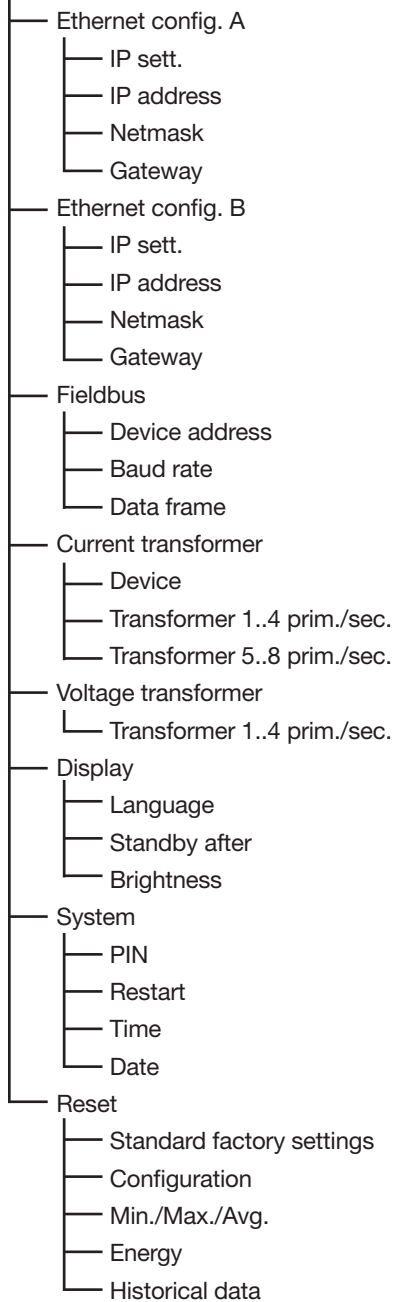 Ethernet config. A
IP sett.
IP address
Netmask
Gateway
Ethernet config. B
IP sett.
IP address
Netmask
Gateway
Fieldbus
Device address
Baud rate
Data frame
Current transformer
Device
Transformer 1..4 prim./sec.
Transformer 5..8 prim./sec.
Voltage transformer
Transformer 1..4 prim./sec.
Display
Language
Standby after
Brightness
System
PIN
Restart
Time
Date
Reset
Standard factory settings
Configuration
Min./Max./Avg.
Energy
Historical data